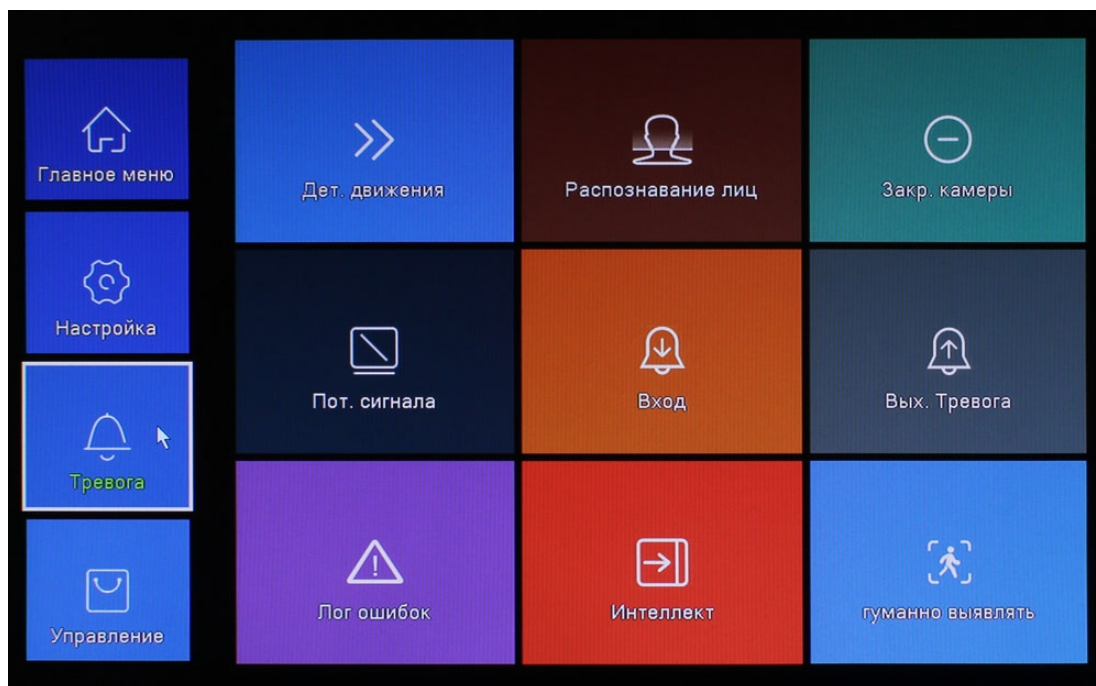 Главное меню
Настройка
Тревога
Управление
Дет. движения
Распознавание лиц
Закр. камеры
Пот. сигнала
Вход
Вых. Тревога
Лог ошибок
Интеллект
гуманно выявлять